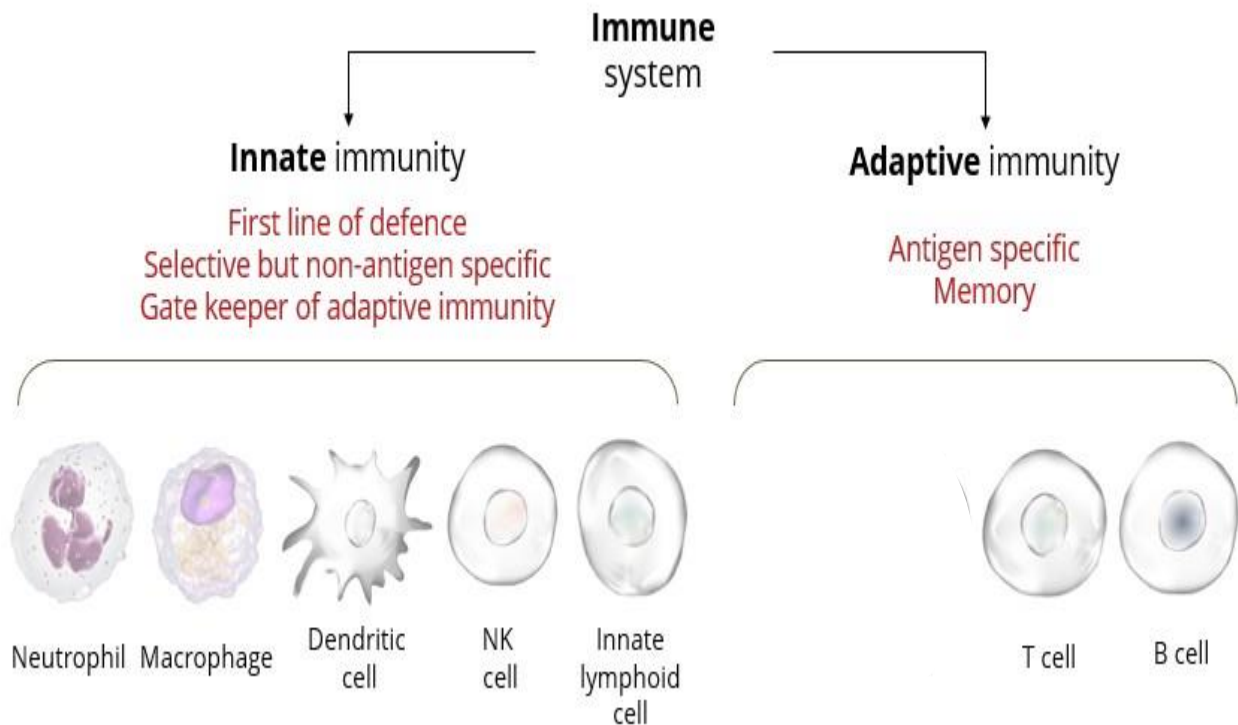 Immune
system
Innate immunity
Adaptive immunity
First line of defence
Selective but non-antigen specific
Gate keeper of adaptive immunity
Antigen specific
Memory
Neutrophil
Macrophage
Dendritic
cell
NK
cell
Innate
lymphoid
cell
T cell
B cell